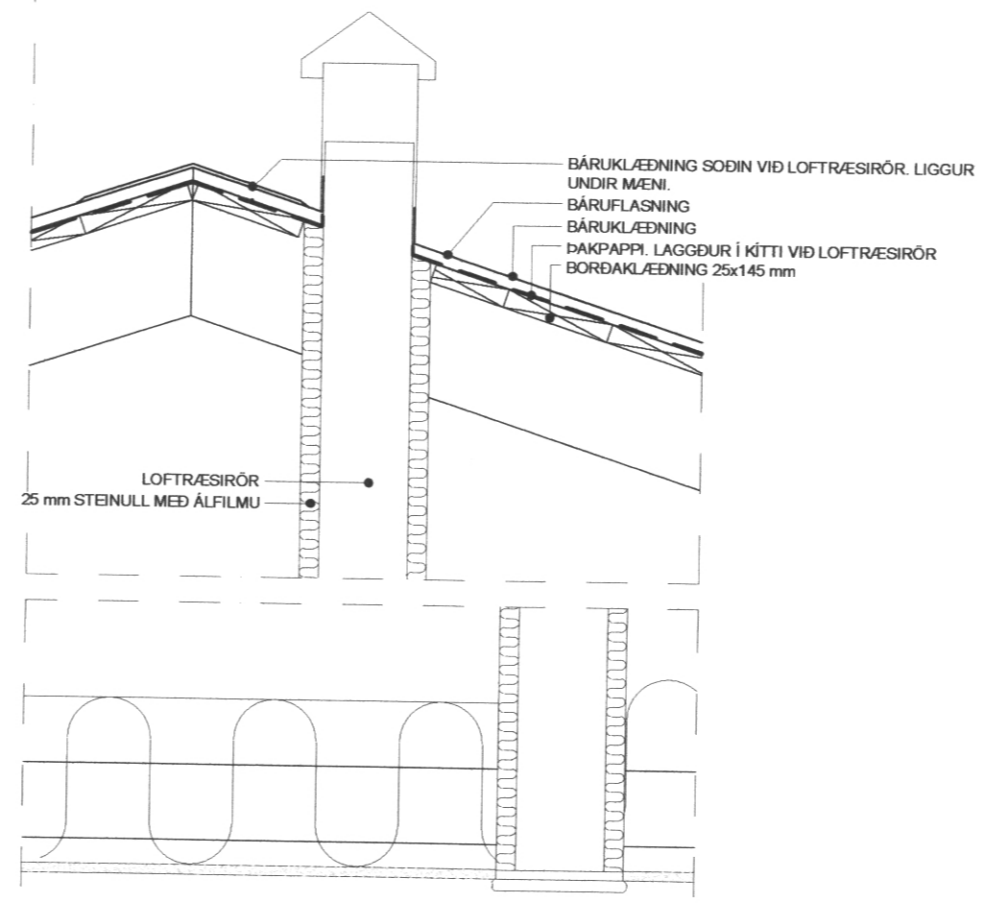 BÁRUKLÆÐNING SOÐIN VIÐ LOFTRÆSIRÖR. LIGGUR
UNDIR MÆNI.
BÁRUFLASNING
BÁRUKLÆÐNING
ÞAKPAPPI. LAGGÐUR Í KÍTTI VIÐ LOFTRÆSIRÖR
BORÐAKLÆÐNING 25x145 mm
LOFTRÆSIRÖR
25 mm STEINULL MEÐ ÁLFILMU